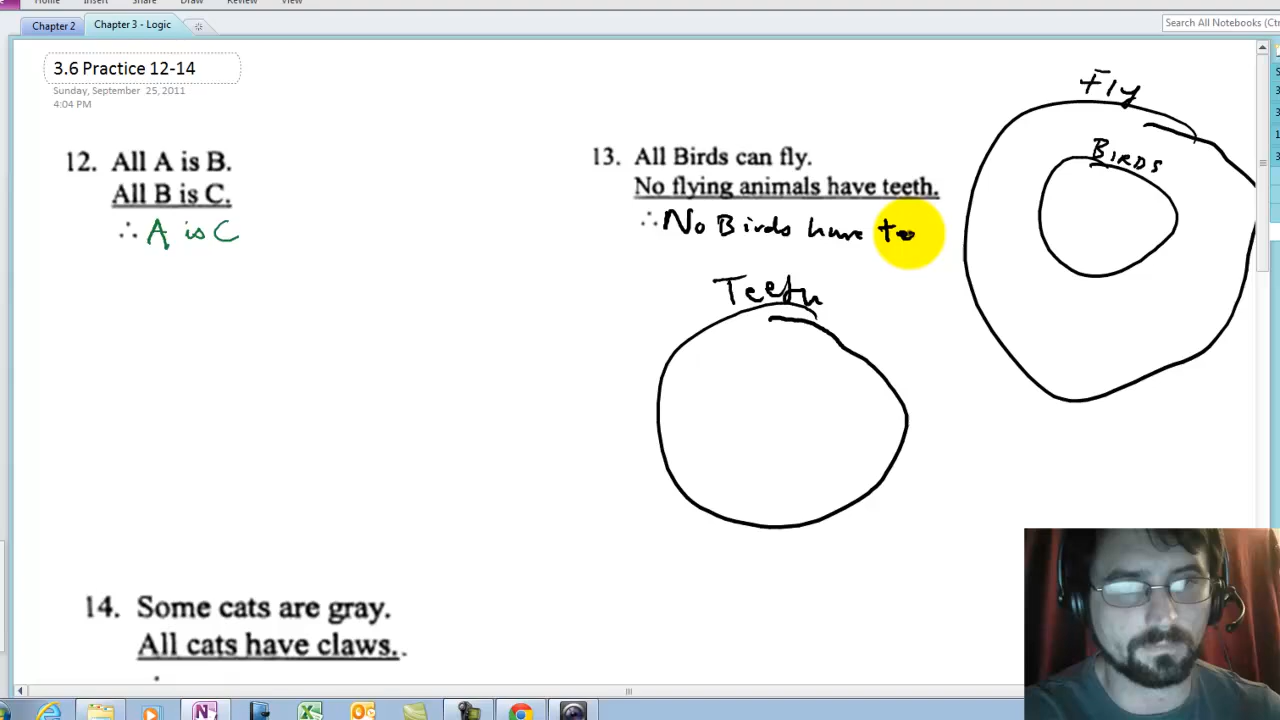 Home Insert Share Draw Review View
Chapter 2 Chapter 3 - Logic
Search All Notebooks (Ctr
3.6 Practice 12-14
Sunday, September 25, 2011
4:04 PM
12. All A is B.
All B is C.
∴ A is C
13. All Birds can fly.
No flying animals have teeth.
∴ No Birds have te
Fly
BIRDS
Teeth
14. Some cats are gray.
All cats have claws.